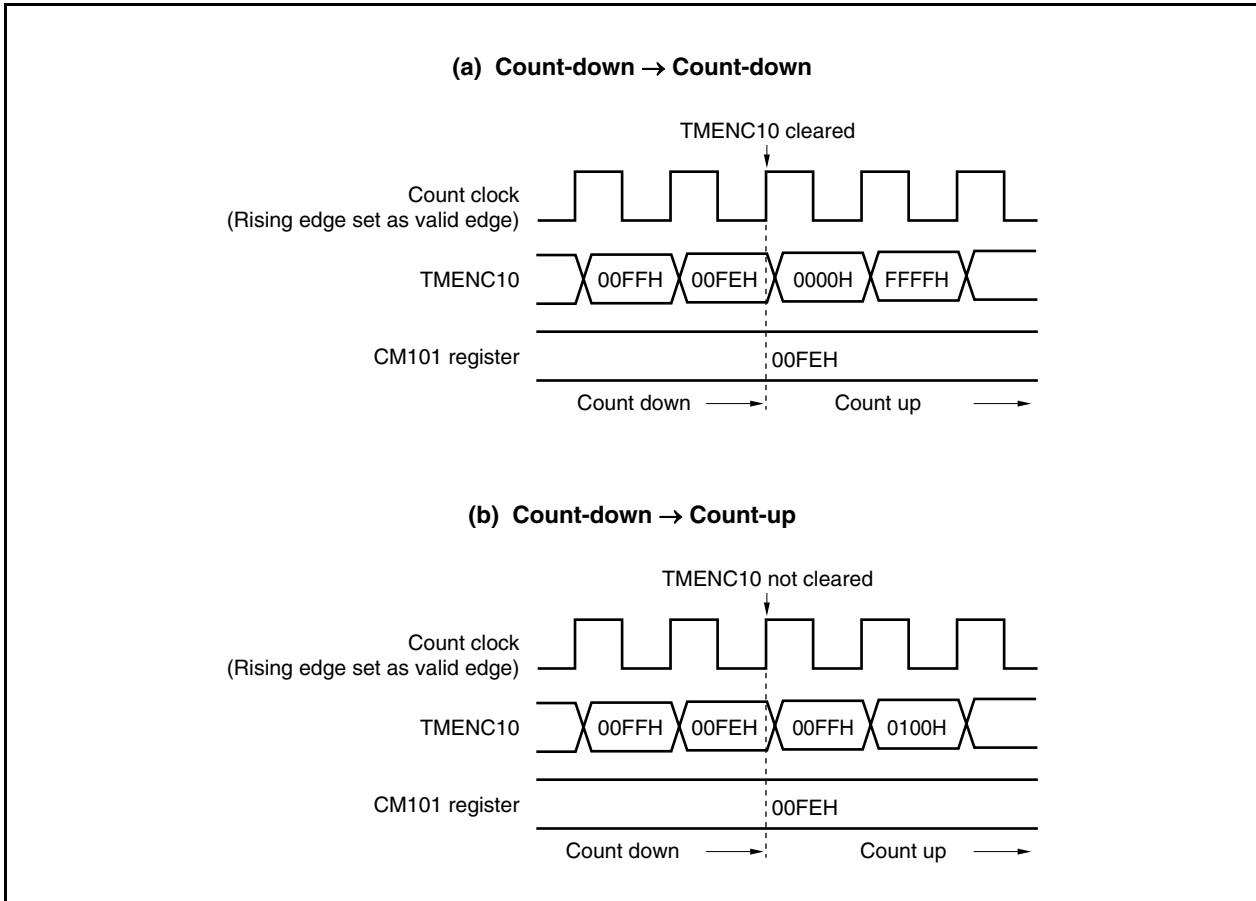 (a) Count-down → Count-down
TMENC10 cleared
Count clock
(Rising edge set as valid edge)
TMENC10
00FFH 00FEH 0000H FFFFH
CM101 register
00FEH
Count down Count up
(b) Count-down → Count-up
TMENC10 not cleared
Count clock
(Rising edge set as valid edge)
TMENC10
00FFH 00FEH 00FFH 0100H
CM101 register
00FEH
Count down Count up